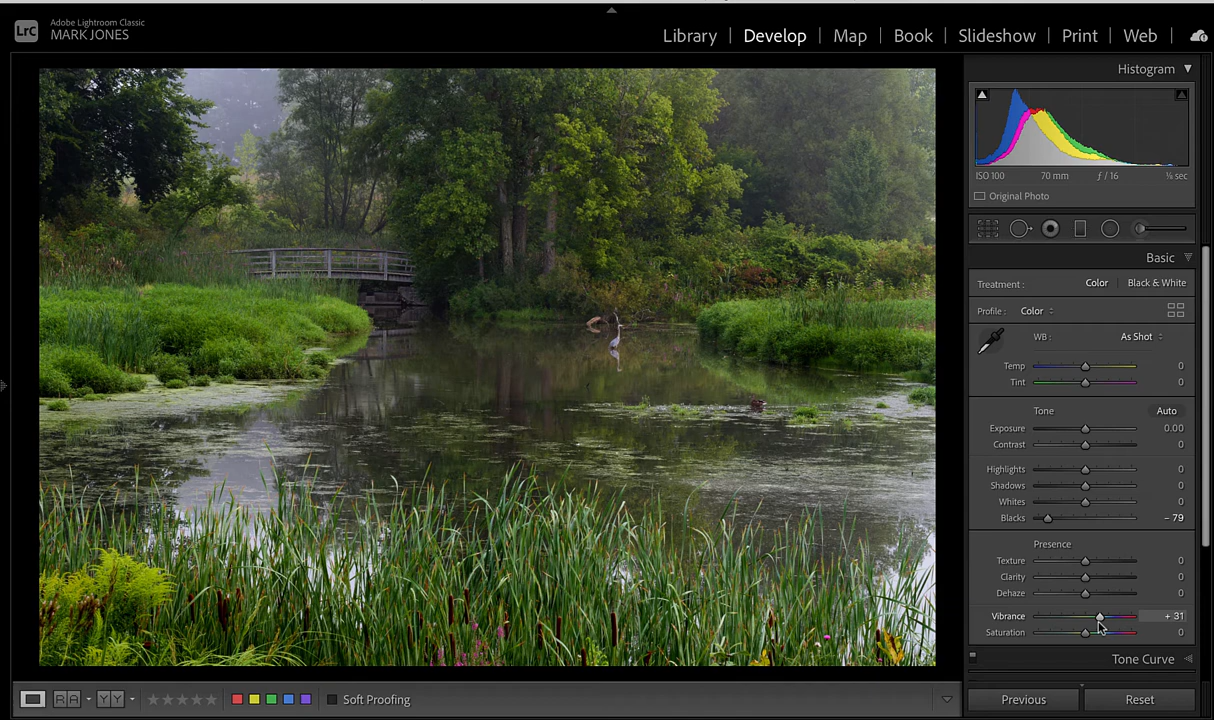 LrC
Adobe Lightroom Classic
MARK JONES
Library | Develop | Map | Book | Slideshow | Print | Web |
Histogram
ISO 100 70 mm ƒ / 16 ⅙ sec
Original Photo
Basic
Treatment : Color Black & White
Profile : Color
WB : As Shot
Temp 0
Tint 0
Tone Auto
Exposure 0.00
Contrast 0
Highlights 0
Shadows 0
Whites 0
Blacks – 79
Presence
Texture 0
Clarity 0
Dehaze 0
Vibrance + 31
Saturation 0
Tone Curve
R A Y Y Soft Proofing
Previous Reset